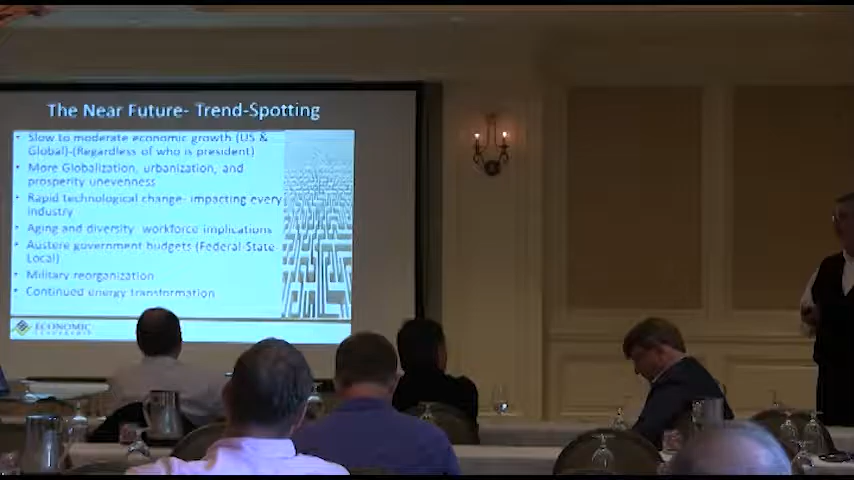 The Near Future- Trend-Spotting
• Slow to moderate economic growth (US &
Global)-(Regardless of who is president)
• More Globalization, urbanization, and
prosperity unevenness
• Rapid technological change- impacting every
industry
• Aging and diversity workforce implications
• Austere government budgets (Federal-State-
Local)
• Military reorganization
• Continued energy transformation
ECONOMIC
LEADERSHIP